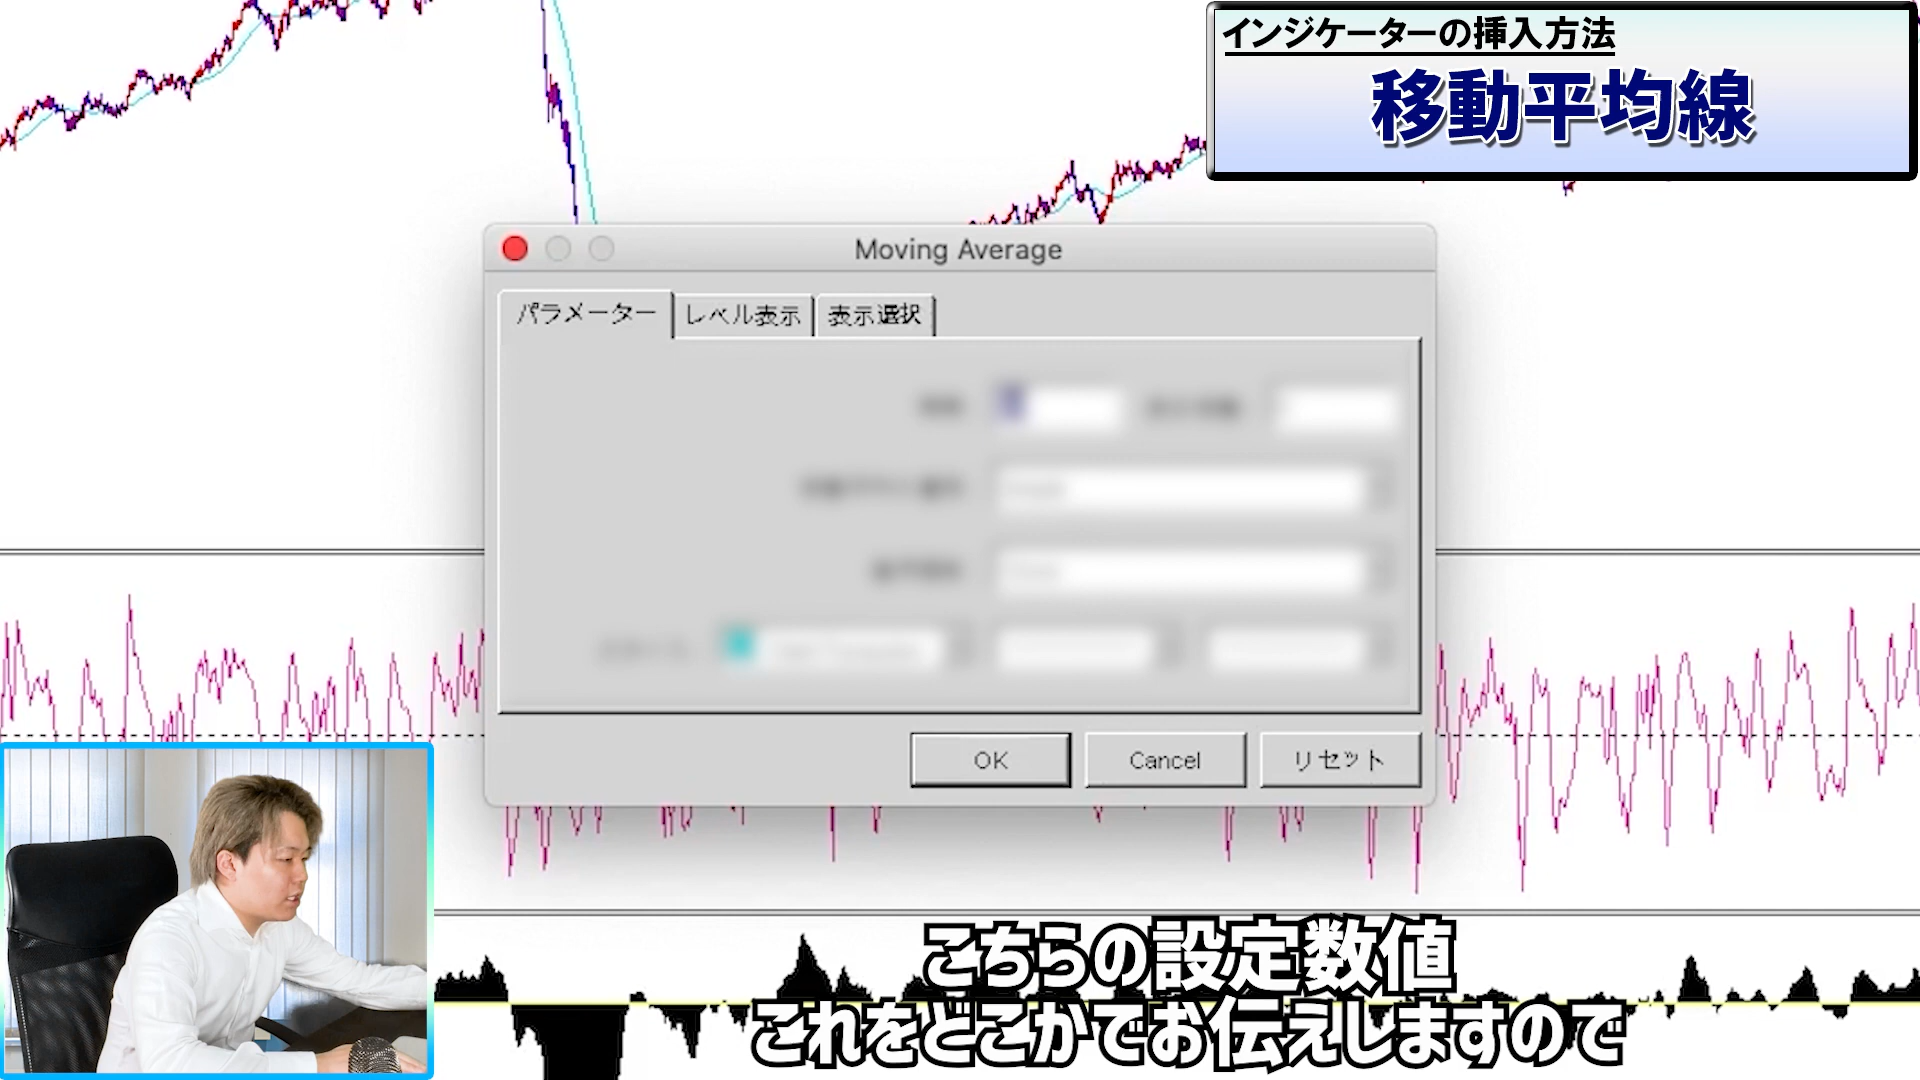 インジケーターの挿入方法
移動平均線
Moving Average
パラメーター
レベル表示
表示選択
OK
Cancel
リセット
こちらの設定数値
これをどこかでお伝えしますので